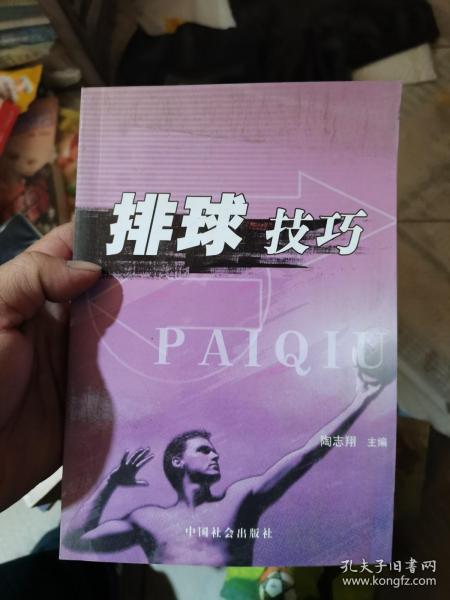 排球 技巧
PAIQIU
陶志翔 主编
中国社会出版社
孔夫子旧书网
www.kongfz.com